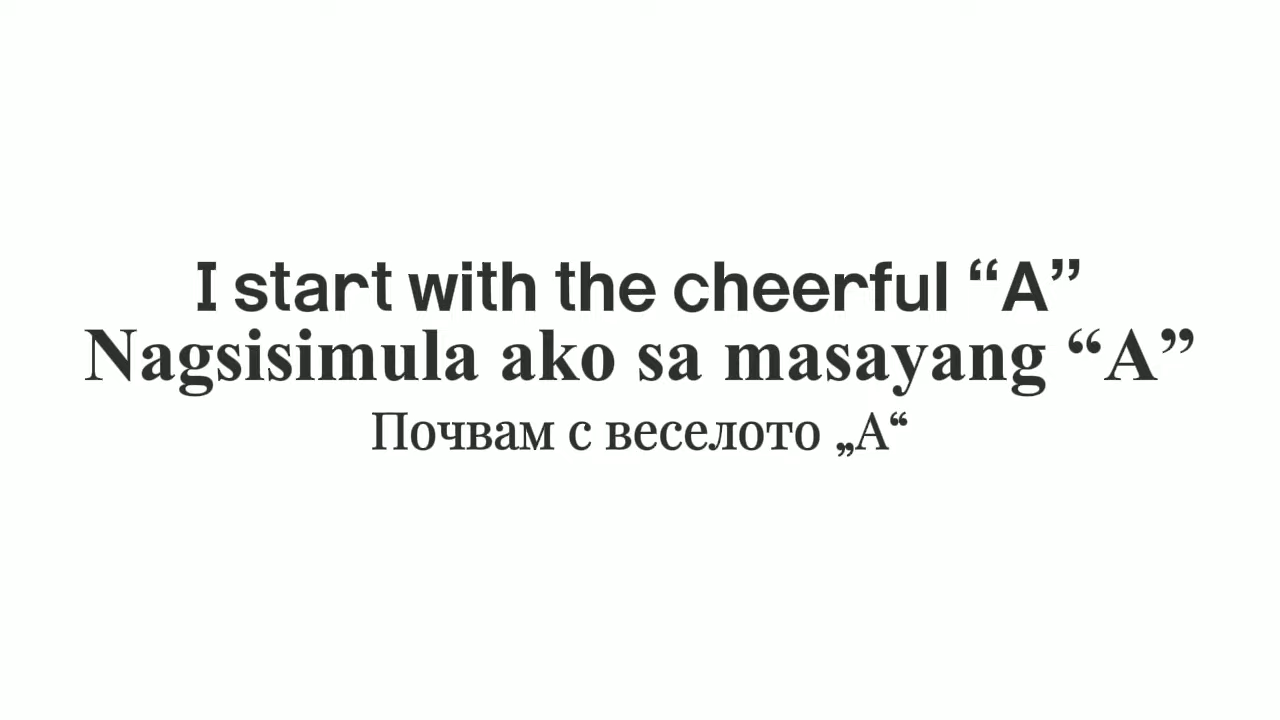 I start with the cheerful “A”
Nagsisimula ako sa masayang “A”
Почвам с веселото „А“